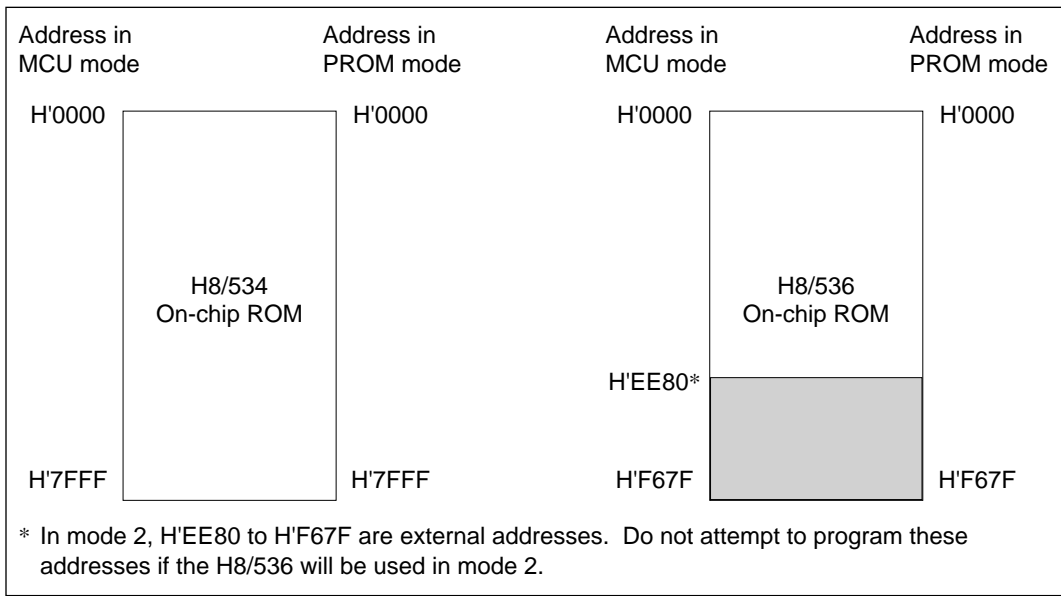 Address in
MCU mode
Address in
PROM mode
H'0000
H'0000
H8/534
On-chip ROM
H'7FFF
H'7FFF
Address in
MCU mode
Address in
PROM mode
H'0000
H'0000
H8/536
On-chip ROM
H'EE80*
H'F67F
H'F67F
* In mode 2, H'EE80 to H'F67F are external addresses. Do not attempt to program these
addresses if the H8/536 will be used in mode 2.